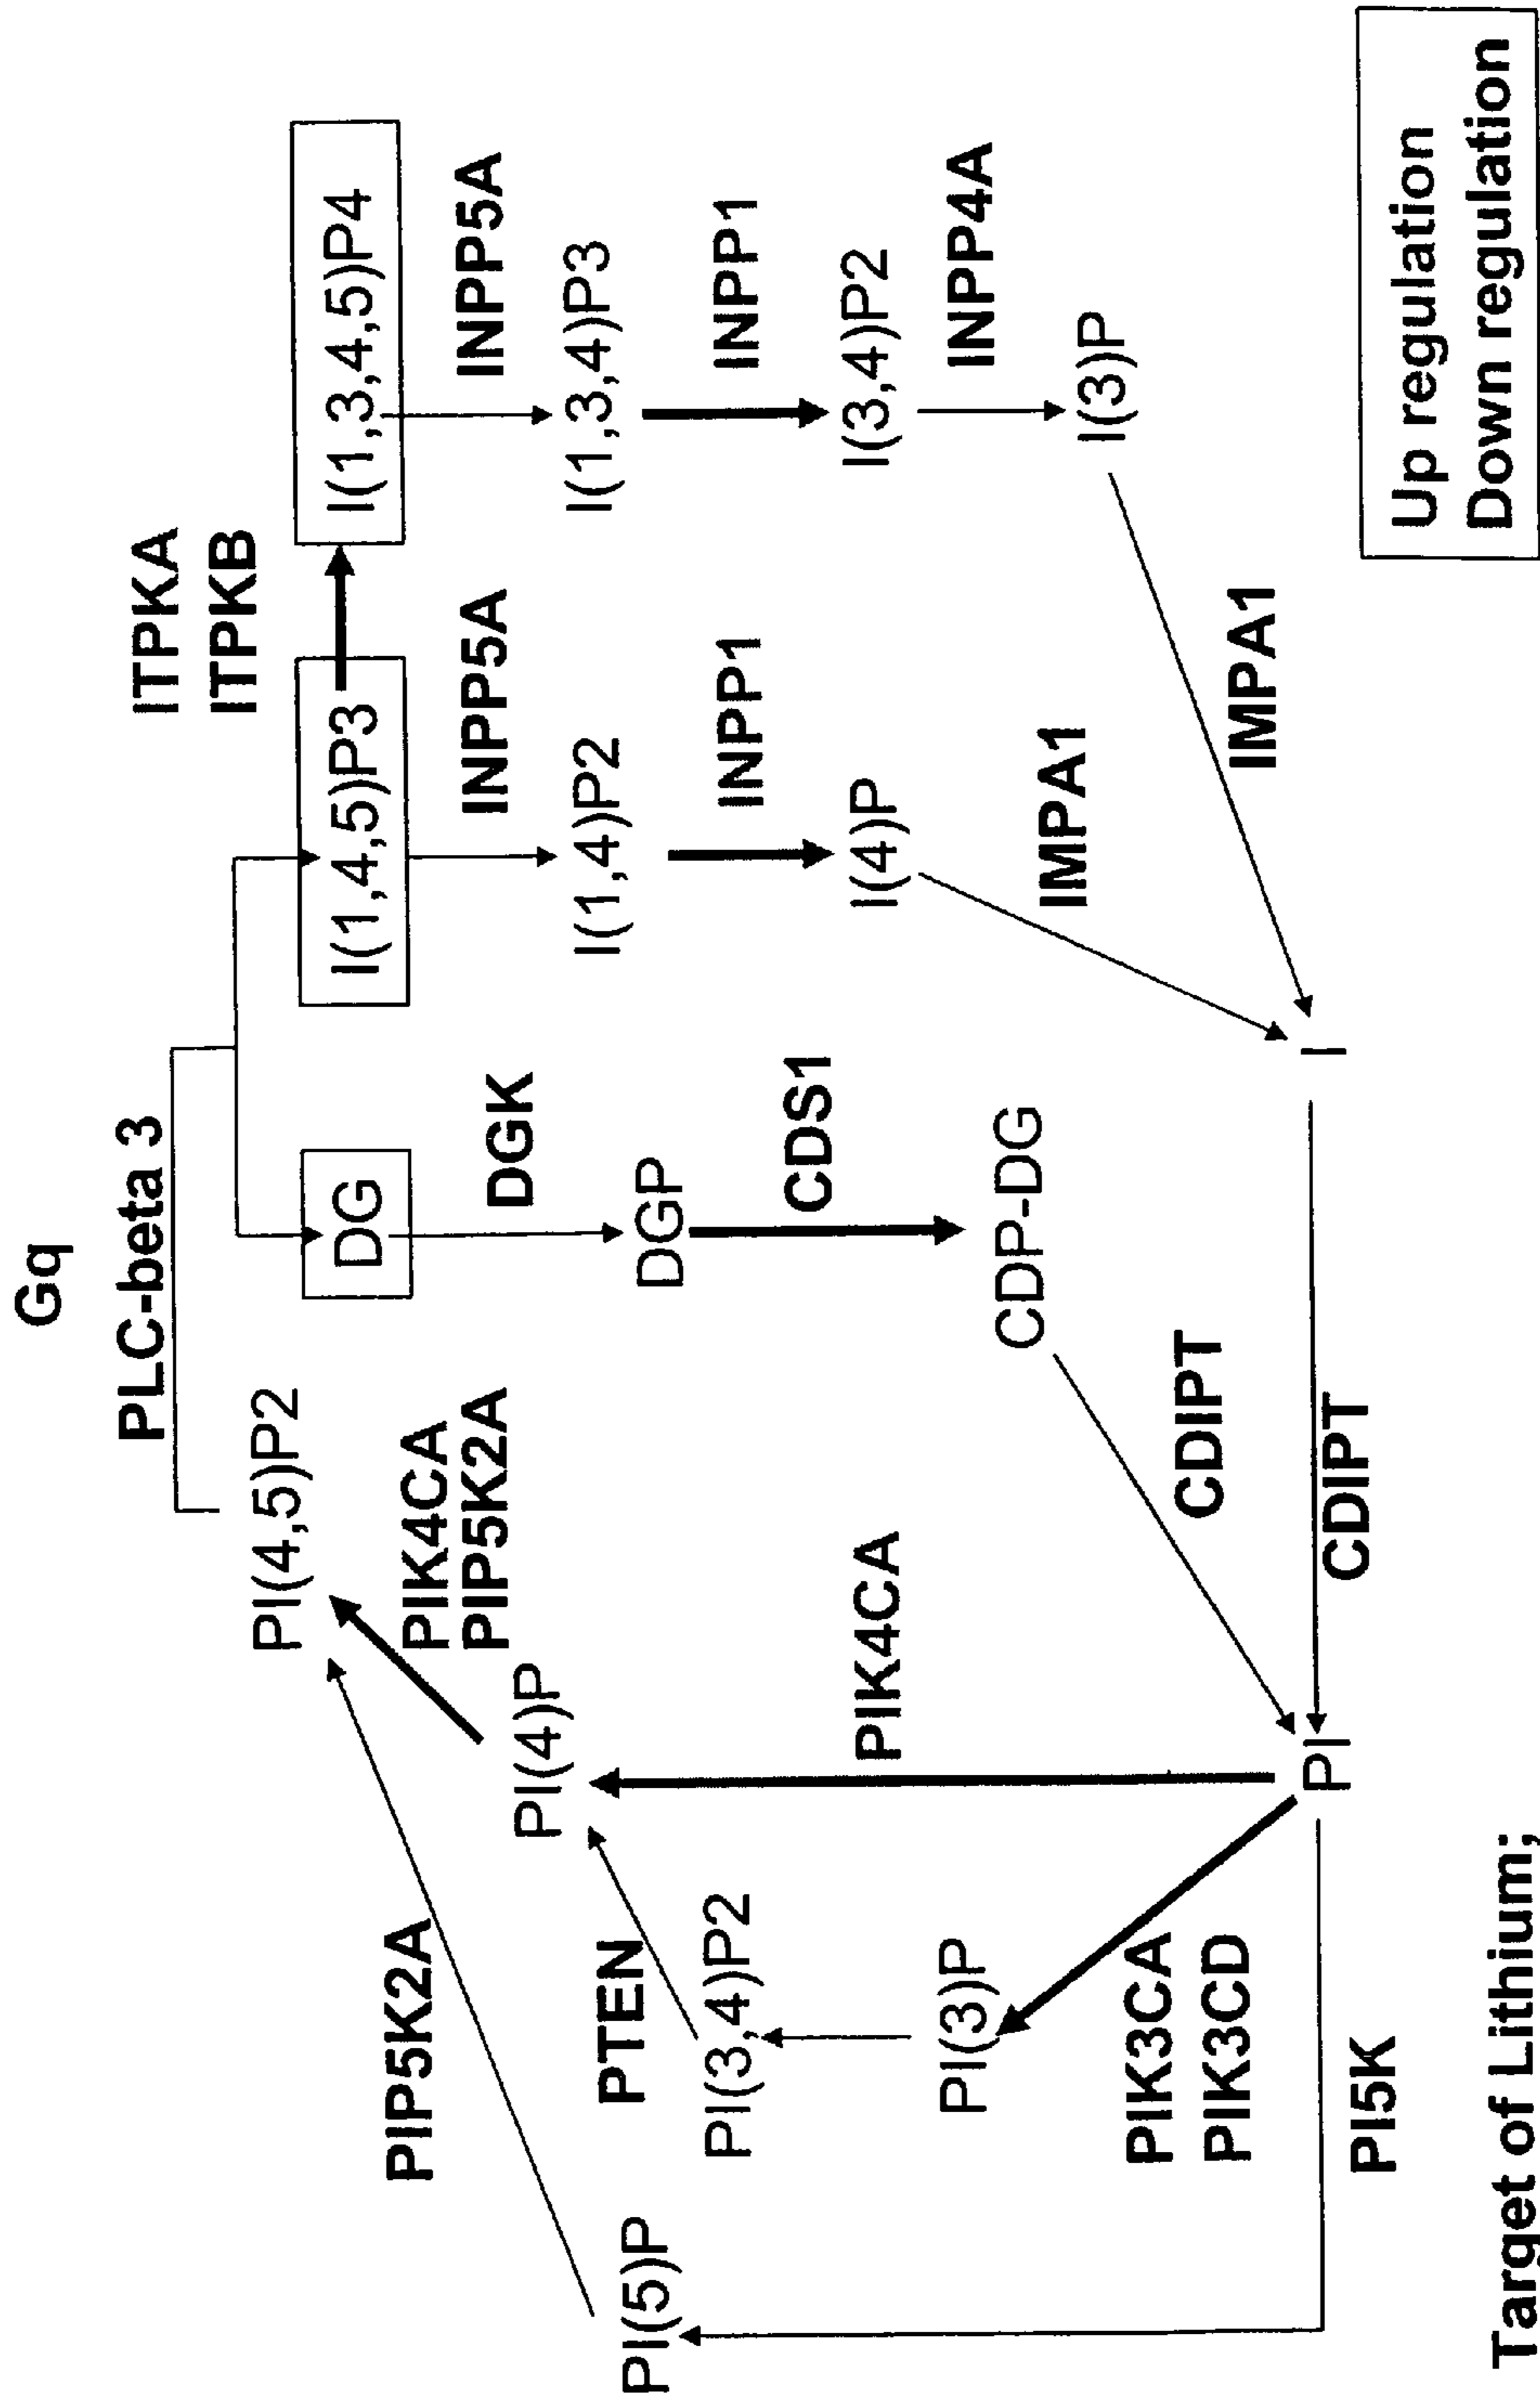 Gq
PLC-beta 3
ITPKA
ITPKB
PI(4,5)P2
DG
I(1,4,5)P3
I(1,3,4,5)P4
PIP5K2A
PIK4CA
PIP5K2A
DGK
INPP5A
INPP5A
PI(5)P
PTEN
PI(4)P
DGP
I(1,4)P2
I(1,3,4)P3
PI(3,4)P2
PIK4CA
CDS1
INPP1
INPP1
PI(3)P
CDP-DG
I(4)P
I(3,4)P2
PIK3CA
PIK3CD
CDIPT
IMPA1
INPP4A
I(3)P
IMPA1
PI5K
PI
CDIPT
I
Target of Lithium;
Up regulation
Down regulation